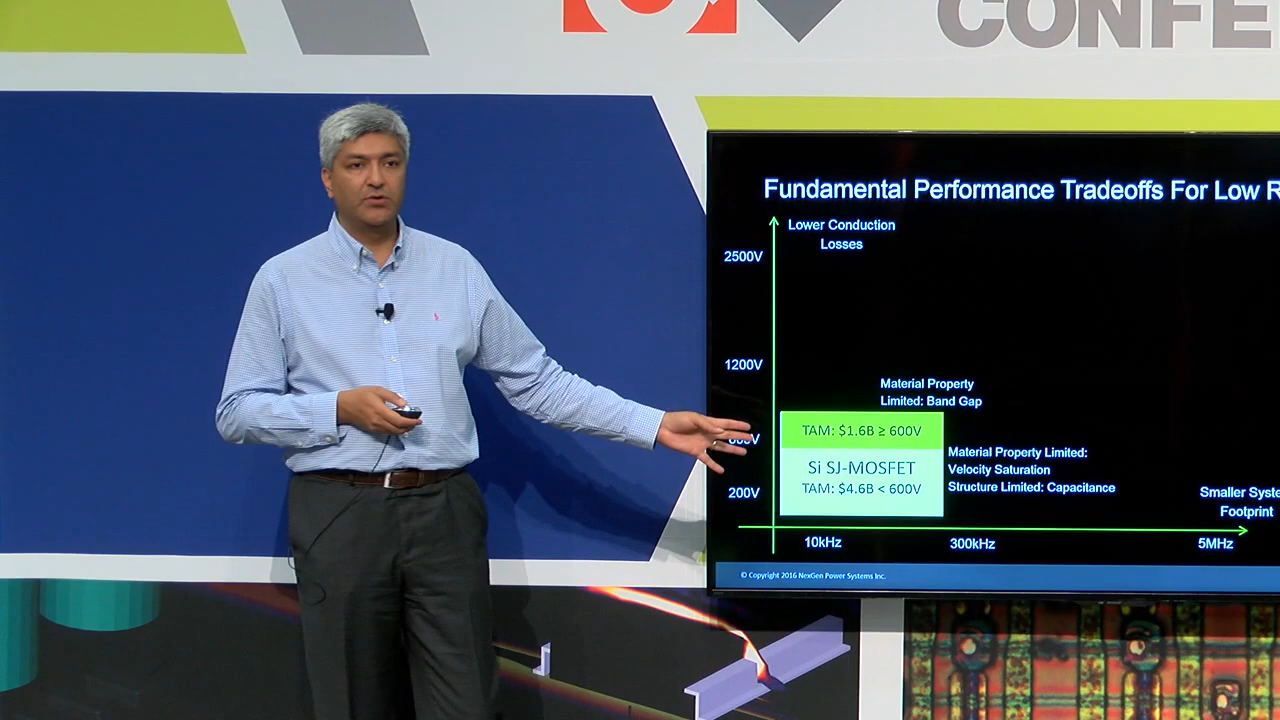 CONFE
Fundamental Performance Tradeoffs For Low R
Lower Conduction
Losses
2500V
1200V
Material Property
Limited: Band Gap
TAM: $1.6B ≥ 600V
Si SJ-MOSFET
TAM: $4.6B < 600V
Material Property Limited:
Velocity Saturation
Structure Limited: Capacitance
200V
Smaller Syste
Footprint
10kHz
300kHz
5MHz
© Copyright 2016 NexGen Power Systems Inc.